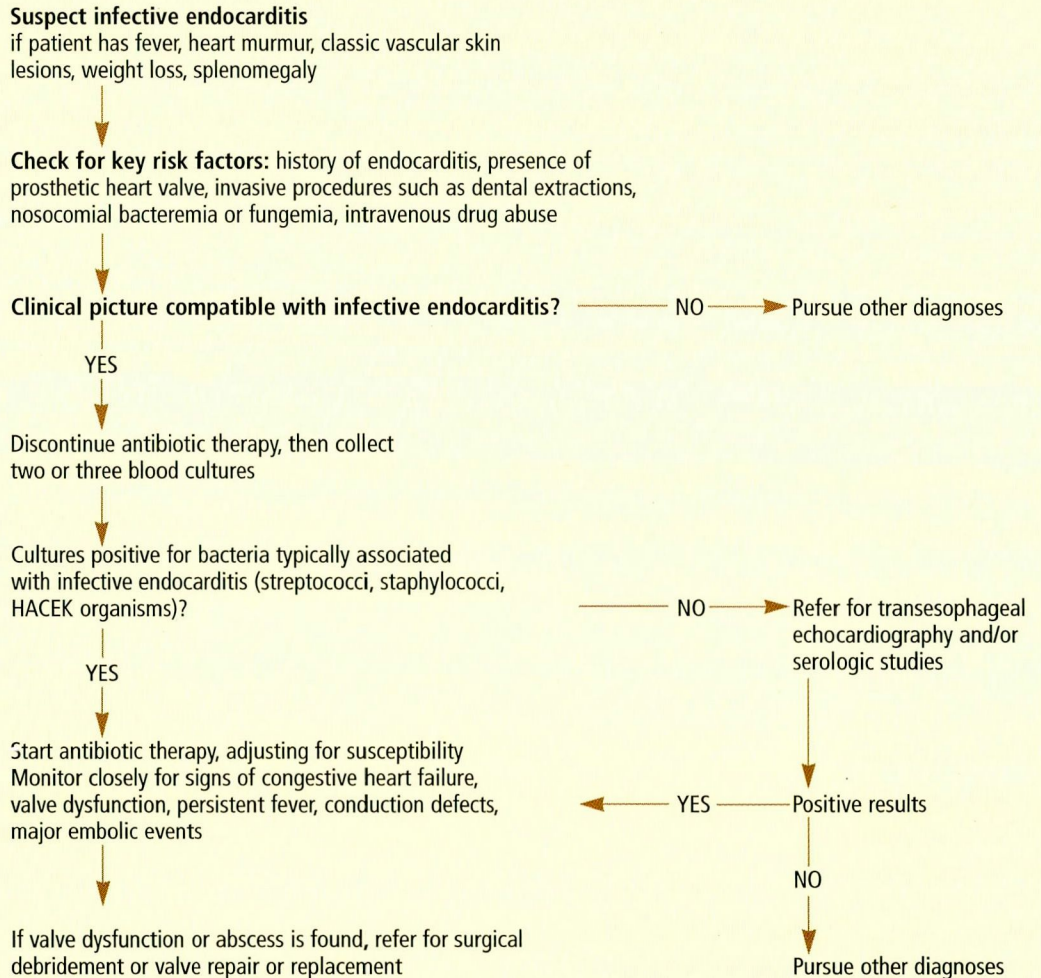 Suspect infective endocarditis
if patient has fever, heart murmur, classic vascular skin
lesions, weight loss, splenomegaly
Check for key risk factors: history of endocarditis, presence of
prosthetic heart valve, invasive procedures such as dental extractions,
nosocomial bacteremia or fungemia, intravenous drug abuse
Clinical picture compatible with infective endocarditis?
NO
Pursue other diagnoses
YES
Discontinue antibiotic therapy, then collect
two or three blood cultures
Cultures positive for bacteria typically associated
with infective endocarditis (streptococci, staphylococci,
HACEK organisms)?
NO
Refer for transesophageal
echocardiography and/or
serologic studies
YES
Start antibiotic therapy, adjusting for susceptibility
Monitor closely for signs of congestive heart failure,
valve dysfunction, persistent fever, conduction defects,
major embolic events
YES
Positive results
NO
If valve dysfunction or abscess is found, refer for surgical
debridement or valve repair or replacement
Pursue other diagnoses